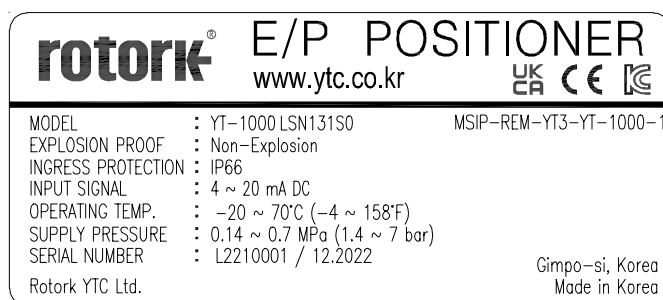 rotork® E/P POSITIONER
www.ytc.co.kr UK CA CE
MODEL : YT-1000 LSN131S0 MSIP-REM-YT3-YT-1000-1
EXPLOSION PROOF : Non-Explosion
INGRESS PROTECTION : IP66
INPUT SIGNAL : 4 ~ 20 mA DC
OPERATING TEMP. : -20 ~ 70°C (-4 ~ 158°F)
SUPPLY PRESSURE : 0.14 ~ 0.7 MPa (1.4 ~ 7 bar)
SERIAL NUMBER : L2210001 / 12.2022
Gimpo-si, Korea
Rotork YTC Ltd. Made in Korea